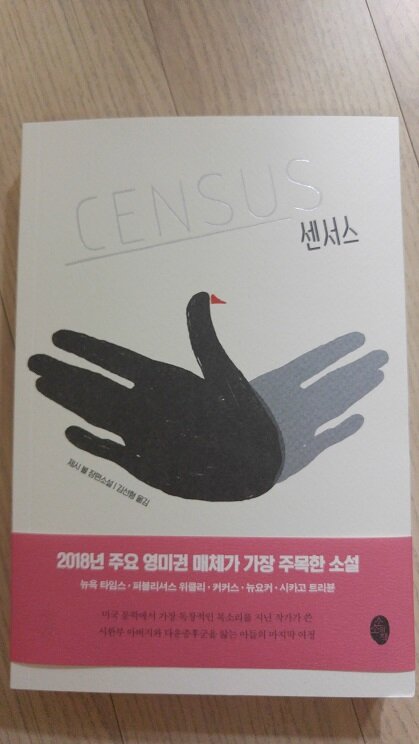 CENSUS
센서스
제시 볼 장편소설 | 김선형 옮김
2018년 주요 영미권 매체가 가장 주목한 소설
뉴욕 타임스 · 퍼블리셔스 위클리 · 커커스 · 뉴요커 · 시카고 트리뷴
미국 문학에서 가장 독창적인 목소리를 지닌 작가가 쓴
시한부 아버지와 다운증후군을 앓는 아들의 마지막 여정